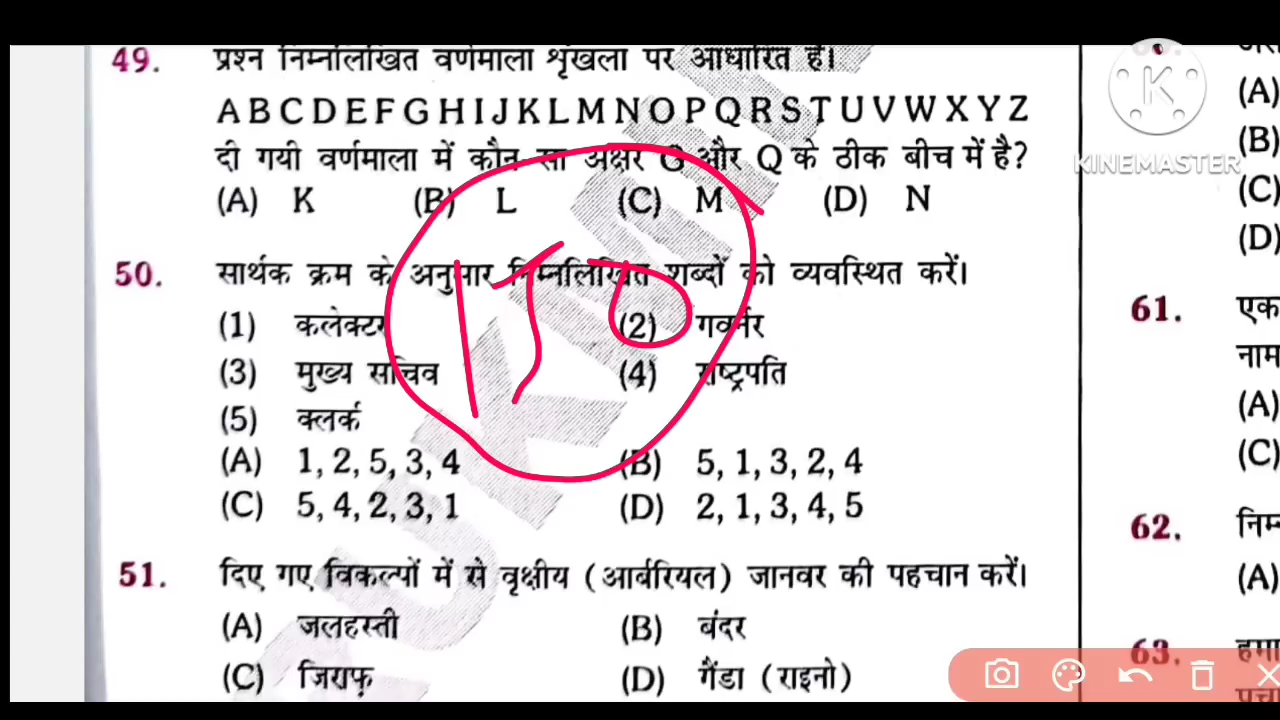 49. प्रश्न निम्नलिखित वर्णमाला श्रृंखला पर आधारित है।
A B C D E F G H I J K L M N O P Q R S T U V W X Y Z
दी गयी वर्णमाला में कौन सा अक्षर G और Q के ठीक बीच में है?
(A) K (B) L (C) M (D) N
50. सार्थक क्रम के अनुसार निम्नलिखित शब्दों को व्यवस्थित करें।
(1) कलेक्टर (2) गवर्नर
(3) मुख्य सचिव (4) राष्ट्रपति
(5) क्लर्क
(A) 1, 2, 5, 3, 4 (B) 5, 1, 3, 2, 4
(C) 5, 4, 2, 3, 1 (D) 2, 1, 3, 4, 5
51. दिए गए विकल्पों में से वृक्षीय (आर्बरियल) जानवर की पहचान करें।
(A) जलहस्ती (B) बंदर
(C) जिराफ़ (D) गैंडा (राइनो)
(A)
(B)
(C)
(D)
61. एक
नाम
(A)
(C)
62. निम्न
(A)
63.
K
KINEMASTER